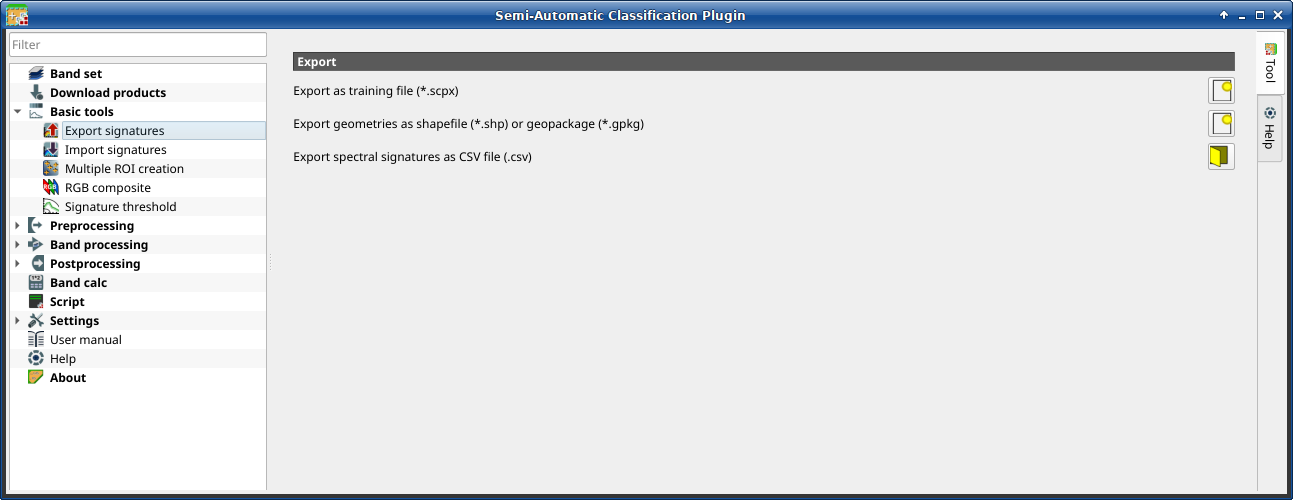 Semi-Automatic Classification Plugin
Filter
Band set
Download products
Basic tools
Export signatures
Import signatures
Multiple ROI creation
RGB
RGB composite
Signature threshold
Preprocessing
Band processing
Postprocessing
Band calc
Script
Settings
User manual
Help
About
Export
Export as training file (*.scpx)
Export geometries as shapefile (*.shp) or geopackage (*.gpkg)
Export spectral signatures as CSV file (.csv)
Tool
Help